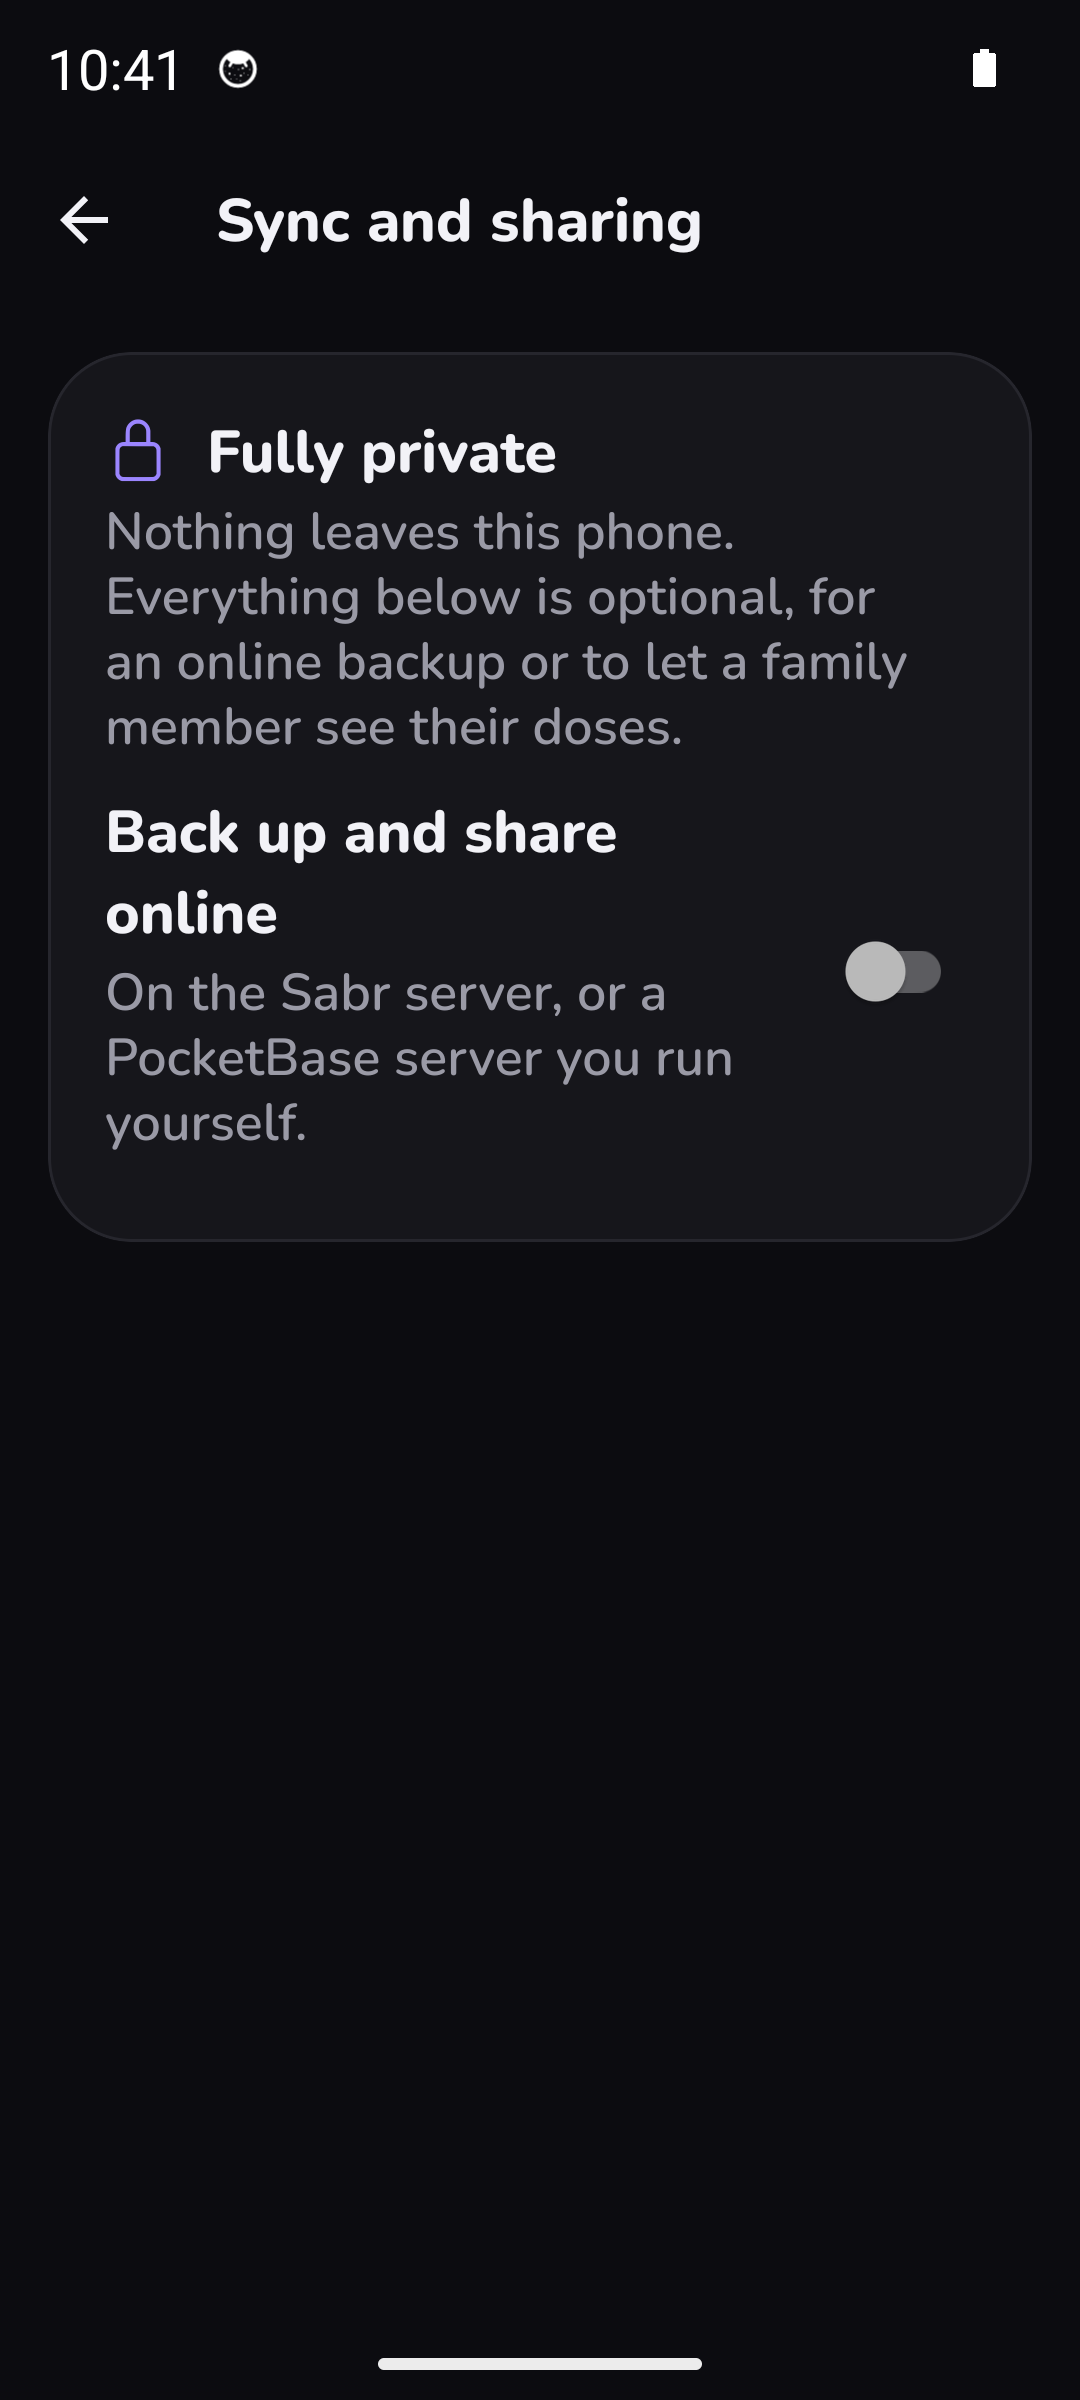 10:41
Sync and sharing
Fully private
Nothing leaves this phone.
Everything below is optional, for
an online backup or to let a family
member see their doses.
Back up and share
online
On the Sabr server, or a
PocketBase server you run
yourself.